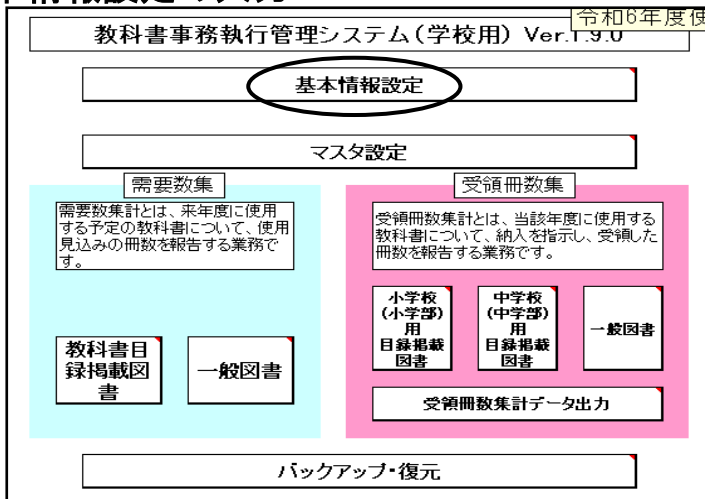 令和6年度使
教科書事務執行管理システム(学校用) Ver.1.9.0
基本情報設定
マスタ設定
需要数集
需要数集計とは、来年度に使用
する予定の教科書について、使用
見込みの冊数を報告する業務で
す。
教科書目
録掲載図
書
一般図書
受領冊数集
受領冊数集計とは、当該年度に使用する
教科書について、納入を指示し、受領した
冊数を報告する業務です。
小学校
(小学部)
用
目録掲載
図書
中学校
(中学部)
用
目録掲載
図書
一般図書
受領冊数集計データ出力
バックアップ・復元